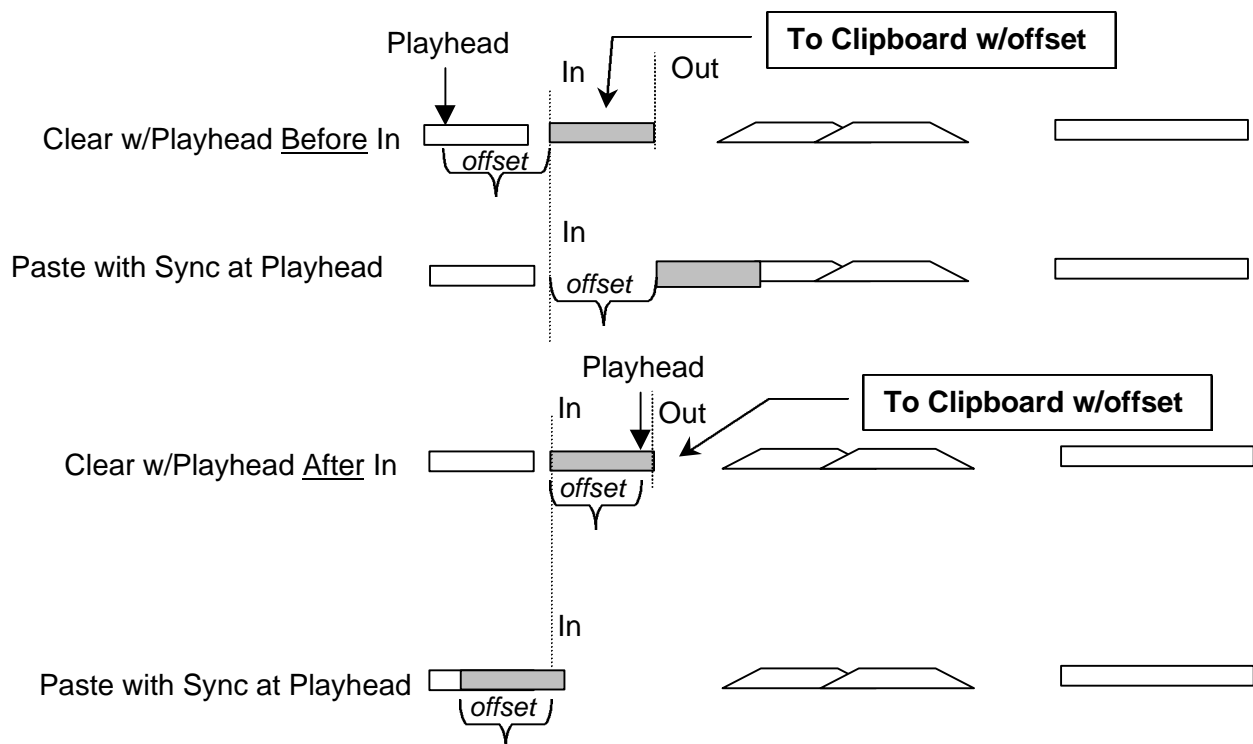 To Clipboard w/offset
Playhead
In
Out
Clear w/Playhead Before In
offset
In
Paste with Sync at Playhead
offset
Playhead
In
Out
To Clipboard w/offset
Clear w/Playhead After In
offset
In
Paste with Sync at Playhead
offset